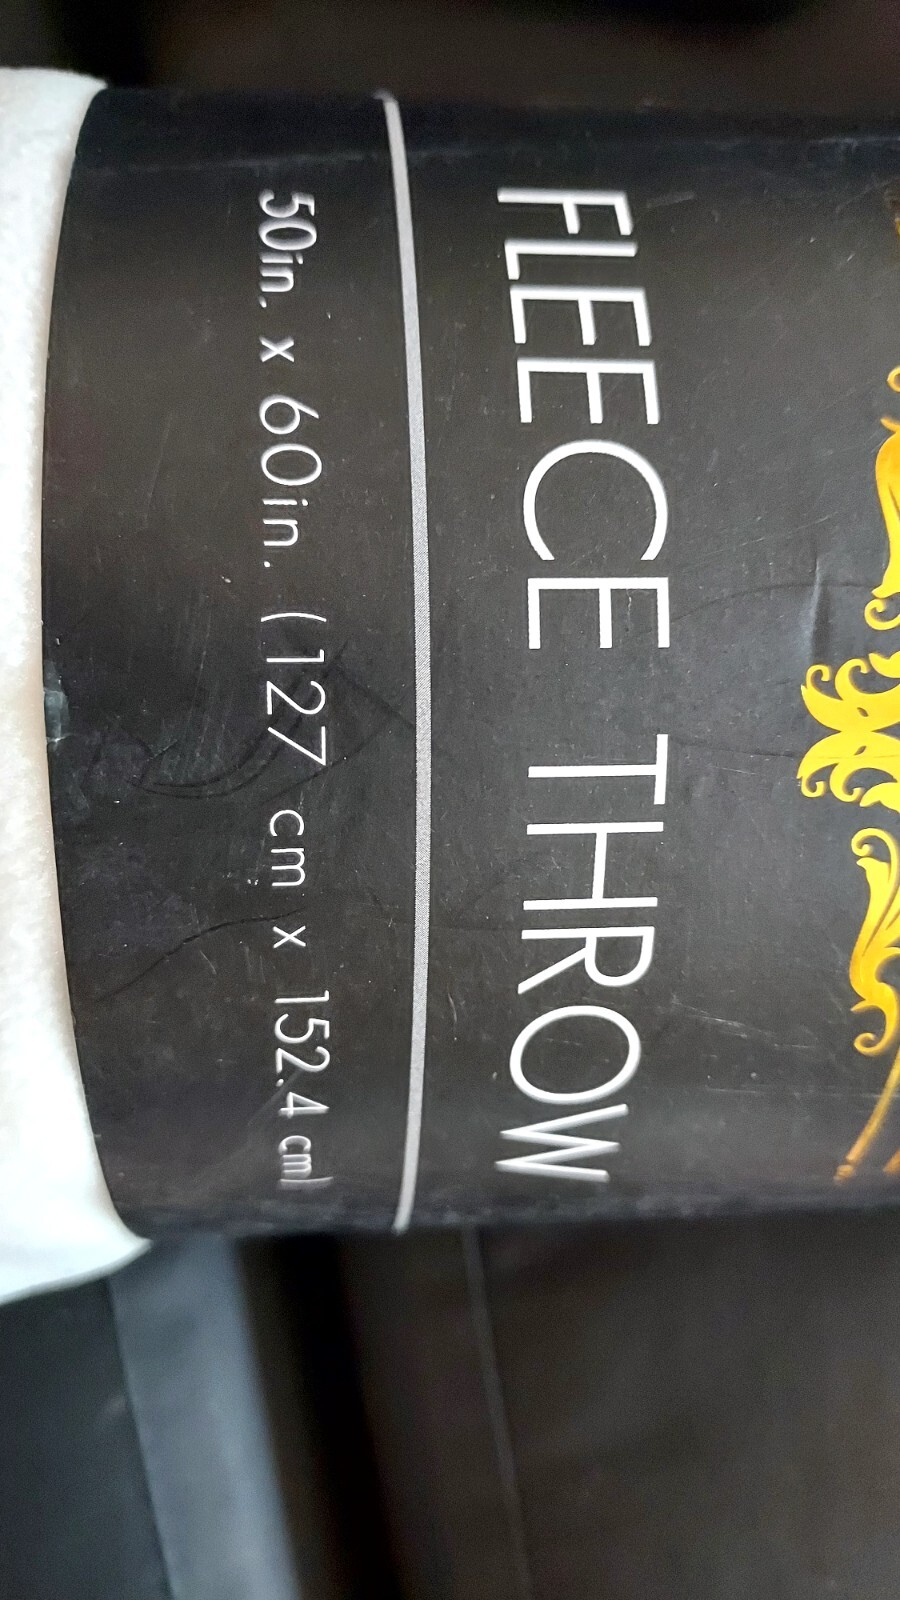 FLEECE THROW
50in. x 60in. (127 cm x 152.4 cm)